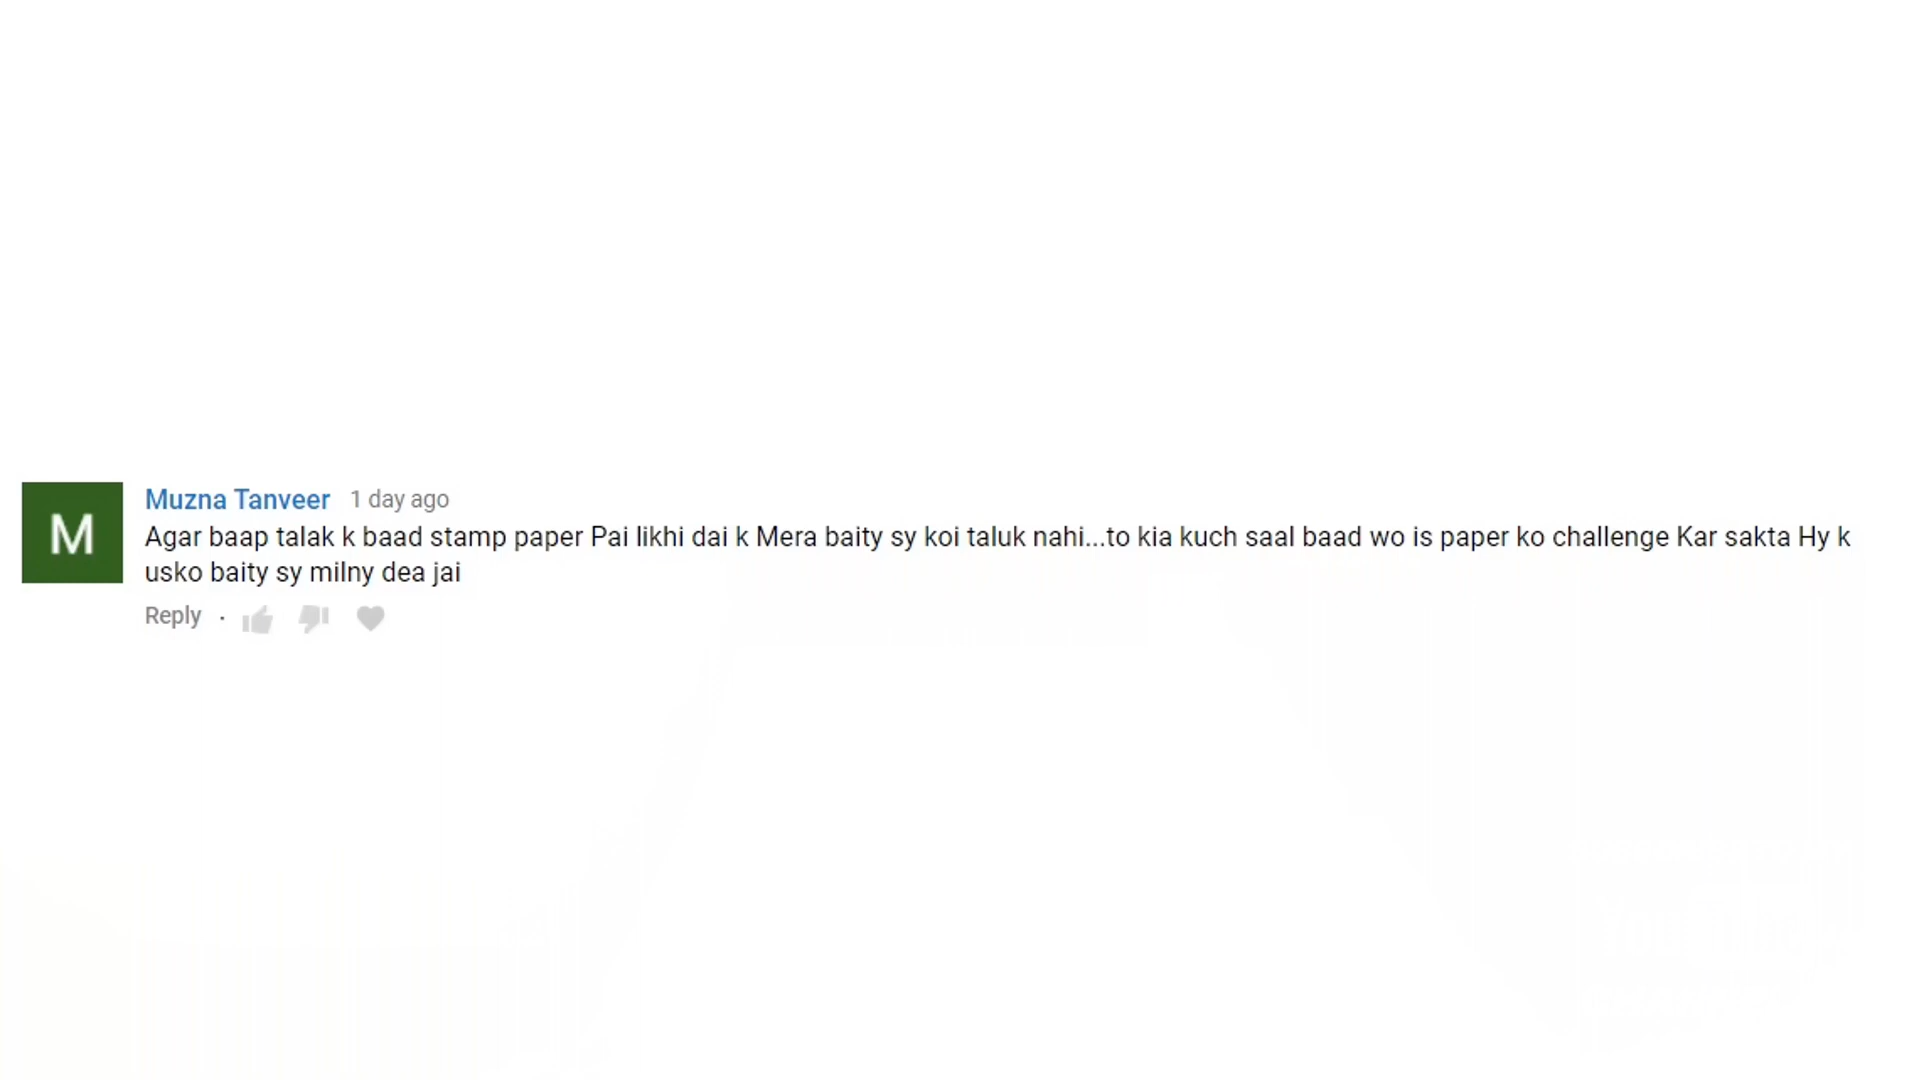 M
Muzna Tanveer 1 day ago
Agar baap talak k baad stamp paper Pai likhi dai k Mera baity sy koi taluk nahi...to kia kuch saal baad wo is paper ko challenge Kar sakta Hy k
usko baity sy milny dea jai
Reply ·